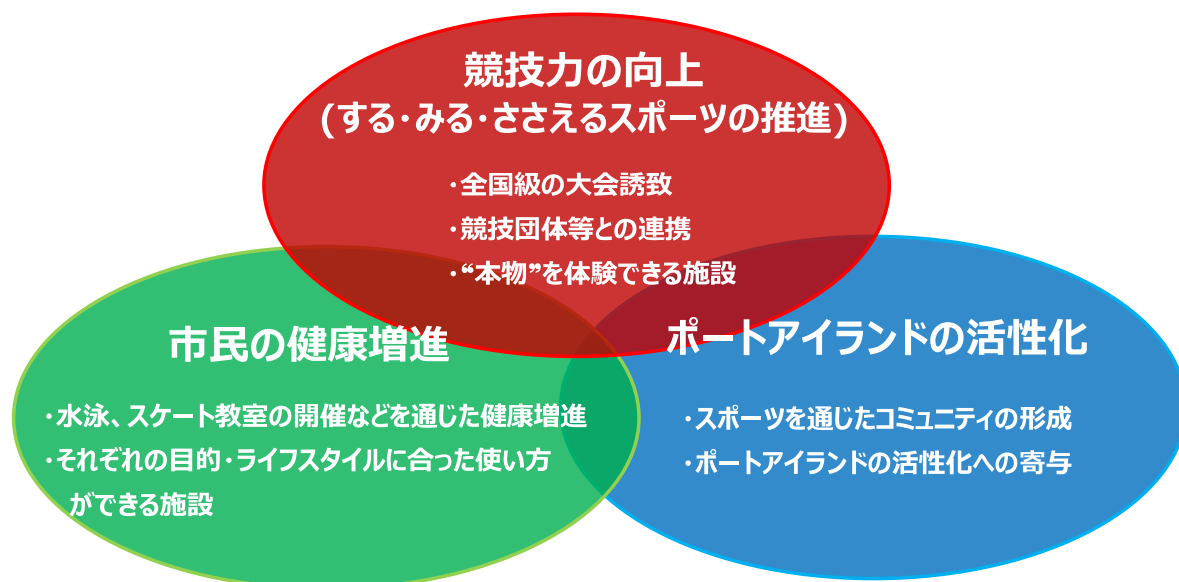 競技力の向上
(する・みる・ささえるスポーツの推進)
・全国級の大会誘致
・競技団体等との連携
・“本物”を体験できる施設
市民の健康増進
・水泳、スケート教室の開催などを通じた健康増進
・それぞれの目的・ライフスタイルに合った使い方
ができる施設
ポートアイランドの活性化
・スポーツを通じたコミュニティの形成
・ポートアイランドの活性化への寄与